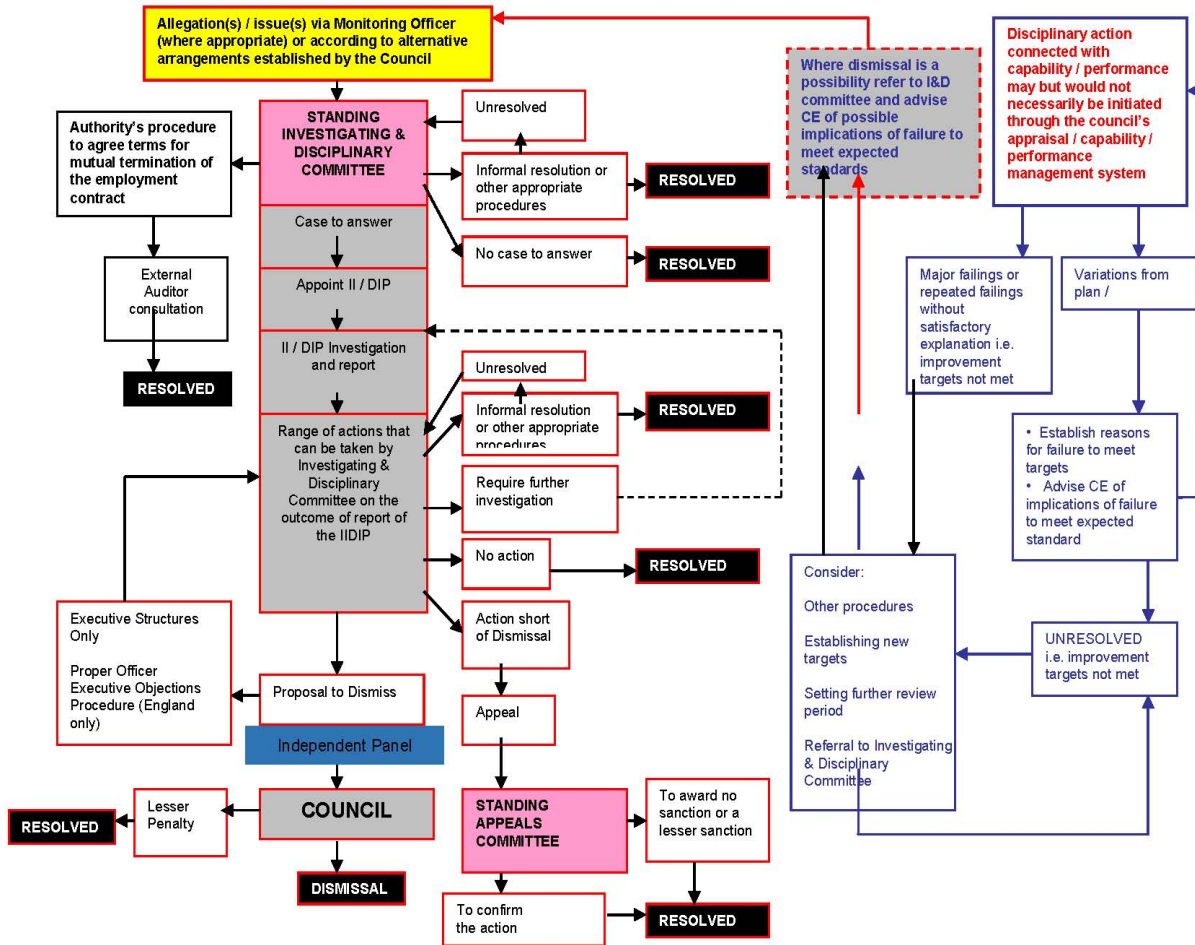 Allegation(s) / issue(s) via Monitoring Officer
(where appropriate) or according to alternative
arrangements established by the Council
STANDING
INVESTIGATING &
DISCIPLINARY
COMMITTEE
Authority's procedure
to agree terms for
mutual termination of
the employment
contract
External
Auditor
consultation
RESOLVED
Unresolved
Informal resolution or
other appropriate
procedures
RESOLVED
No case to answer
RESOLVED
Case to answer
Appoint II / DIP
II / DIP Investigation
and report
Range of actions that
can be taken by
Investigating &
Disciplinary
Committee on the
outcome of report of
the IIDIP
Unresolved
Informal resolution
or other appropriate
procedures
RESOLVED
Require further
investigation
No action
RESOLVED
Action short
of Dismissal
Appeal
Executive Structures
Only
Proper Officer
Executive Objections
Procedure (England
only)
Proposal to Dismiss
Independent Panel
COUNCIL
Lesser
Penalty
RESOLVED
DISMISSAL
STANDING
APPEALS
COMMITTEE
To award no
sanction or a
lesser sanction
To confirm
the action
RESOLVED
Where dismissal is a
possibility refer to I&D
committee and advise
CE of possible
implications of failure to
meet expected
standards
Disciplinary action
connected with
capability / performance
may but would not
necessarily be initiated
through the council's
appraisal / capability /
performance
management system
Major failings or
repeated failings
without
satisfactory
explanation i.e.
improvement
targets not met
Variations from
plan /
• Establish reasons
for failure to meet
targets
• Advise CE of
implications of failure
to meet expected
standard
UNRESOLVED
i.e. improvement
targets not met
Consider:
Other procedures
Establishing new
targets
Setting further review
period
Referral to Investigating
& Disciplinary
Committee